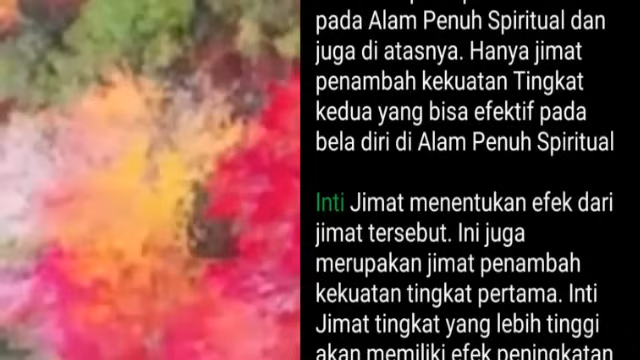 pada Alam Penuh Spiritual dan
juga di atasnya. Hanya jimat
penambah kekuatan Tingkat
kedua yang bisa efektif pada
bela diri di Alam Penuh Spiritual
Inti Jimat menentukan efek dari
jimat tersebut. Ini juga
merupakan jimat penambah
kekuatan tingkat pertama. Inti
Jimat tingkat yang lebih tinggi
akan memiliki efek peningkatan